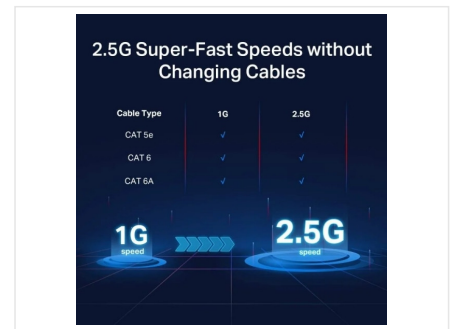 2.5G Super-Fast Speeds without
Changing Cables
Cable Type 1G 2.5G
CAT 5e √ √
CAT 6 √ √
CAT 6A √ √
1G
speed
2.5G
speed